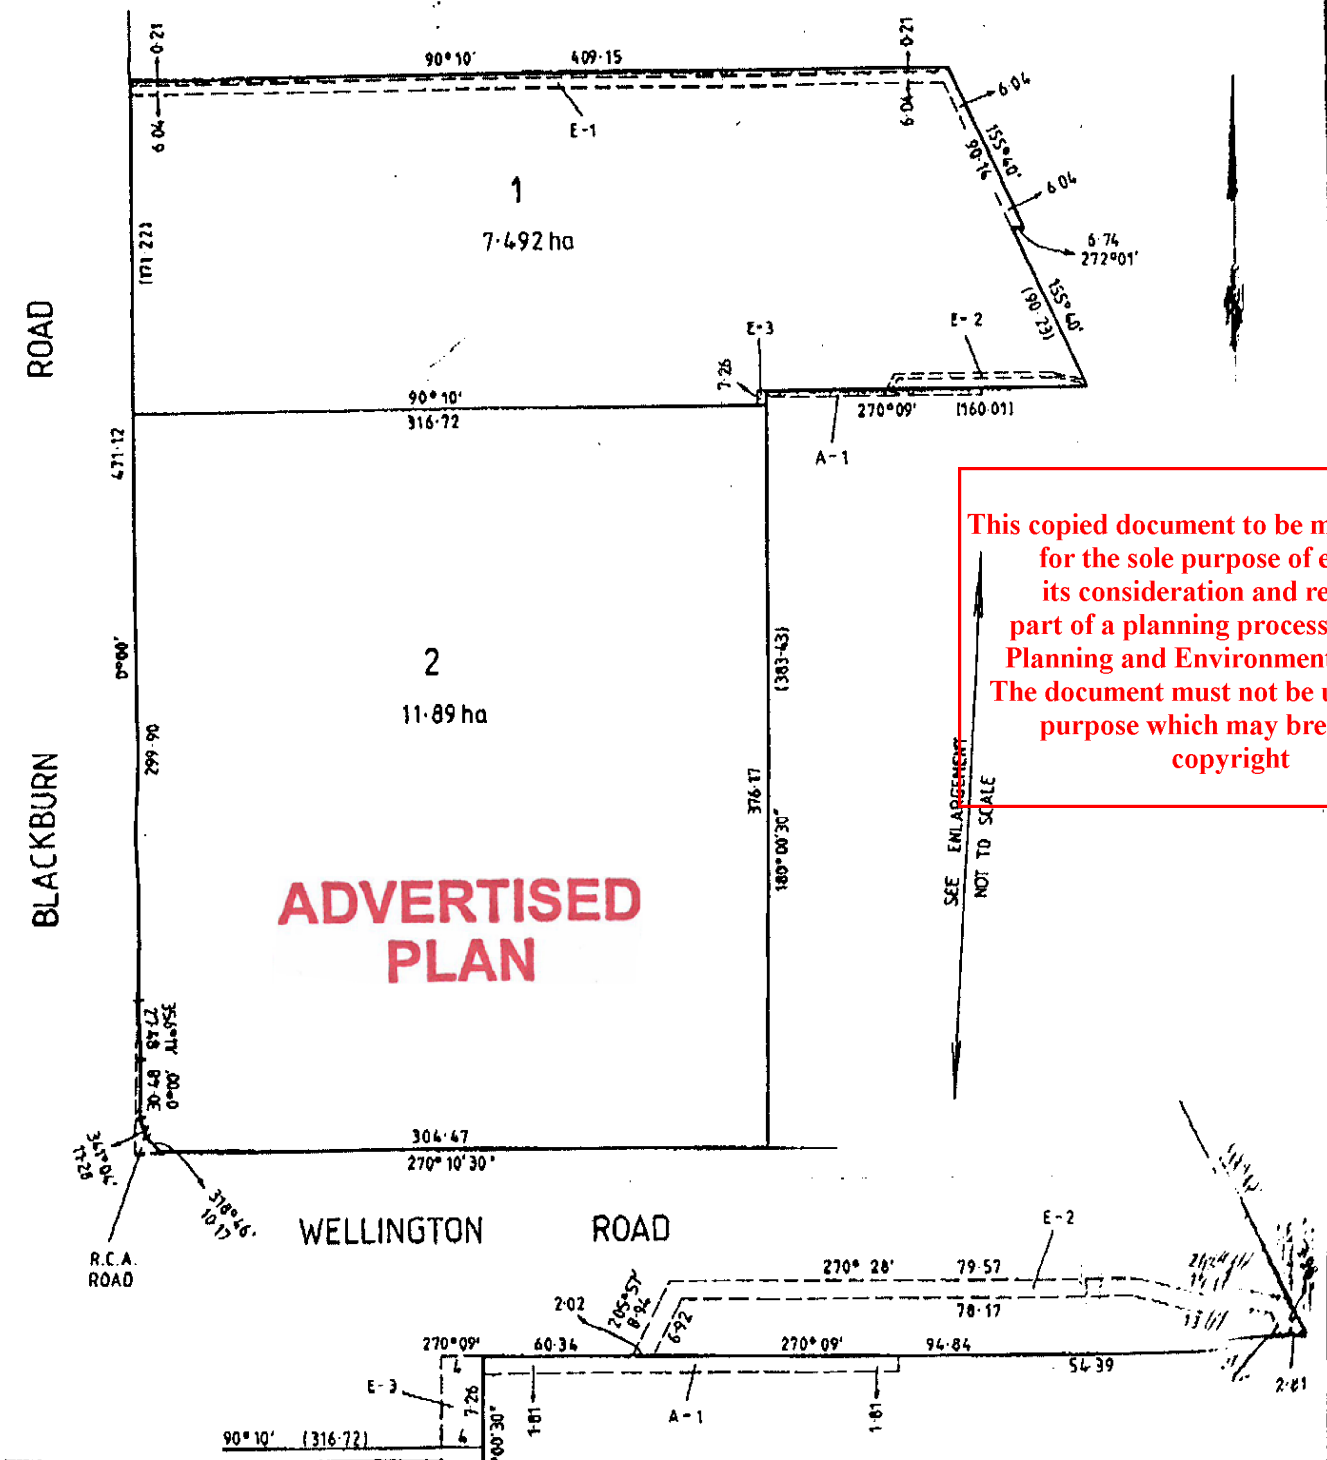 0·21
0·21
90°10'
409·15
6·04
6·04
6·04
E-1
155°40'
90·14
1
7·492 ha
6·04
6·74
272°01'
(171·22)
155°40'
(90·23)
ROAD
E-3
E-2
7·26
90°10'
316·72
270°09'
(160·01)
A-1
471·12
This copied document to be m
for the sole purpose of e
its consideration and re
part of a planning process
Planning and Environment
The document must not be u
purpose which may bre
copyright
0°00'
2
11·89 ha
(383·43)
299·90
376·17
180°00'30"
SEE ENLARGEMENT
NOT TO SCALE
BLACKBURN
ADVERTISED
PLAN
30·48
0°00'
304·47
270°10'30"
318°46'
10·17
R.C.A.
ROAD
WELLINGTON ROAD
E-2
270° 28'
79·57
205°57'
8·94
6·92
2·02
78·17
270°09'
60·34
270°09'
94·84
54·39
2·81
4
E-3
7·26
1·81
A-1
1·81
°00'30"
90°10'
(316·72)
4